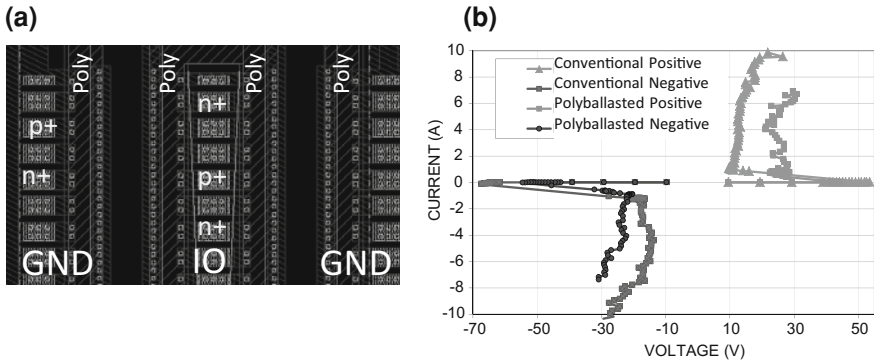 (a)
Poly
Poly
Poly
Poly
n+
p+
n+
p+
n+
GND
IO
GND
(b)
10
8
6
4
2
0
-2
-4
-6
-8
-10
CURRENT (A)
Conventional Positive
Conventional Negative
Polyballasted Positive
Polyballasted Negative
-70
-50
-30
-10
10
30
50
VOLTAGE (V)